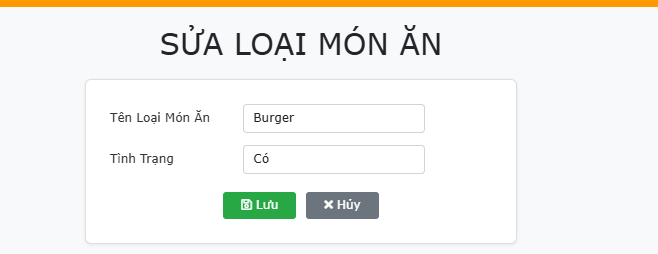 SỬA LOẠI MÓN ĂN
Tên Loại Món Ăn Burger
Tình Trạng Có
Lưu Hủy